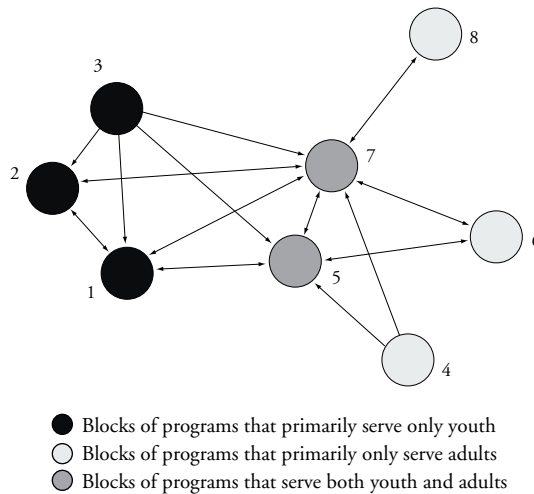 8
3
7
2
5
1
4
Blocks of programs that primarily serve only youth
Blocks of programs that primarily only serve adults
Blocks of programs that serve both youth and adults